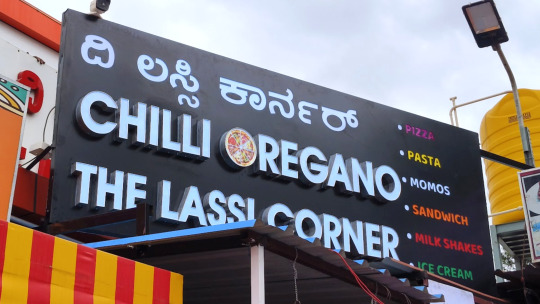 ದಿ ಲಸ್ಸಿ ಕಾರ್ನರ್
CHILLI OREGANO
THE LASSI CORNER
• PIZZA
• PASTA
• MOMOS
• SANDWICH
• MILK SHAKES
• ICE CREAM